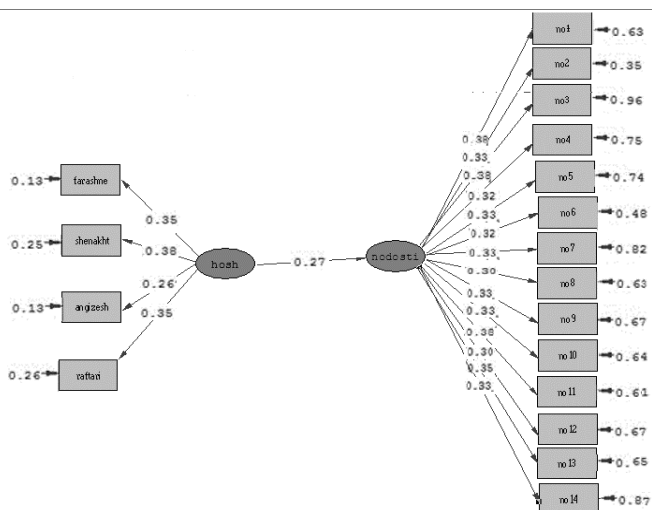 0.13 farashne
0.25 shenakht
0.13 angizesh
0.26 raftari
0.35
0.38
0.26
0.35
hosh
0.27
nodosti
0.38
0.33
0.38
0.32
0.33
0.32
0.33
0.30
0.33
0.33
0.38
0.30
0.35
0.33
no1 0.63
no2 0.35
no3 0.96
no4 0.75
no5 0.74
no6 0.48
no7 0.82
no8 0.63
no9 0.67
no10 0.64
no11 0.61
no12 0.67
no13 0.65
no14 0.87